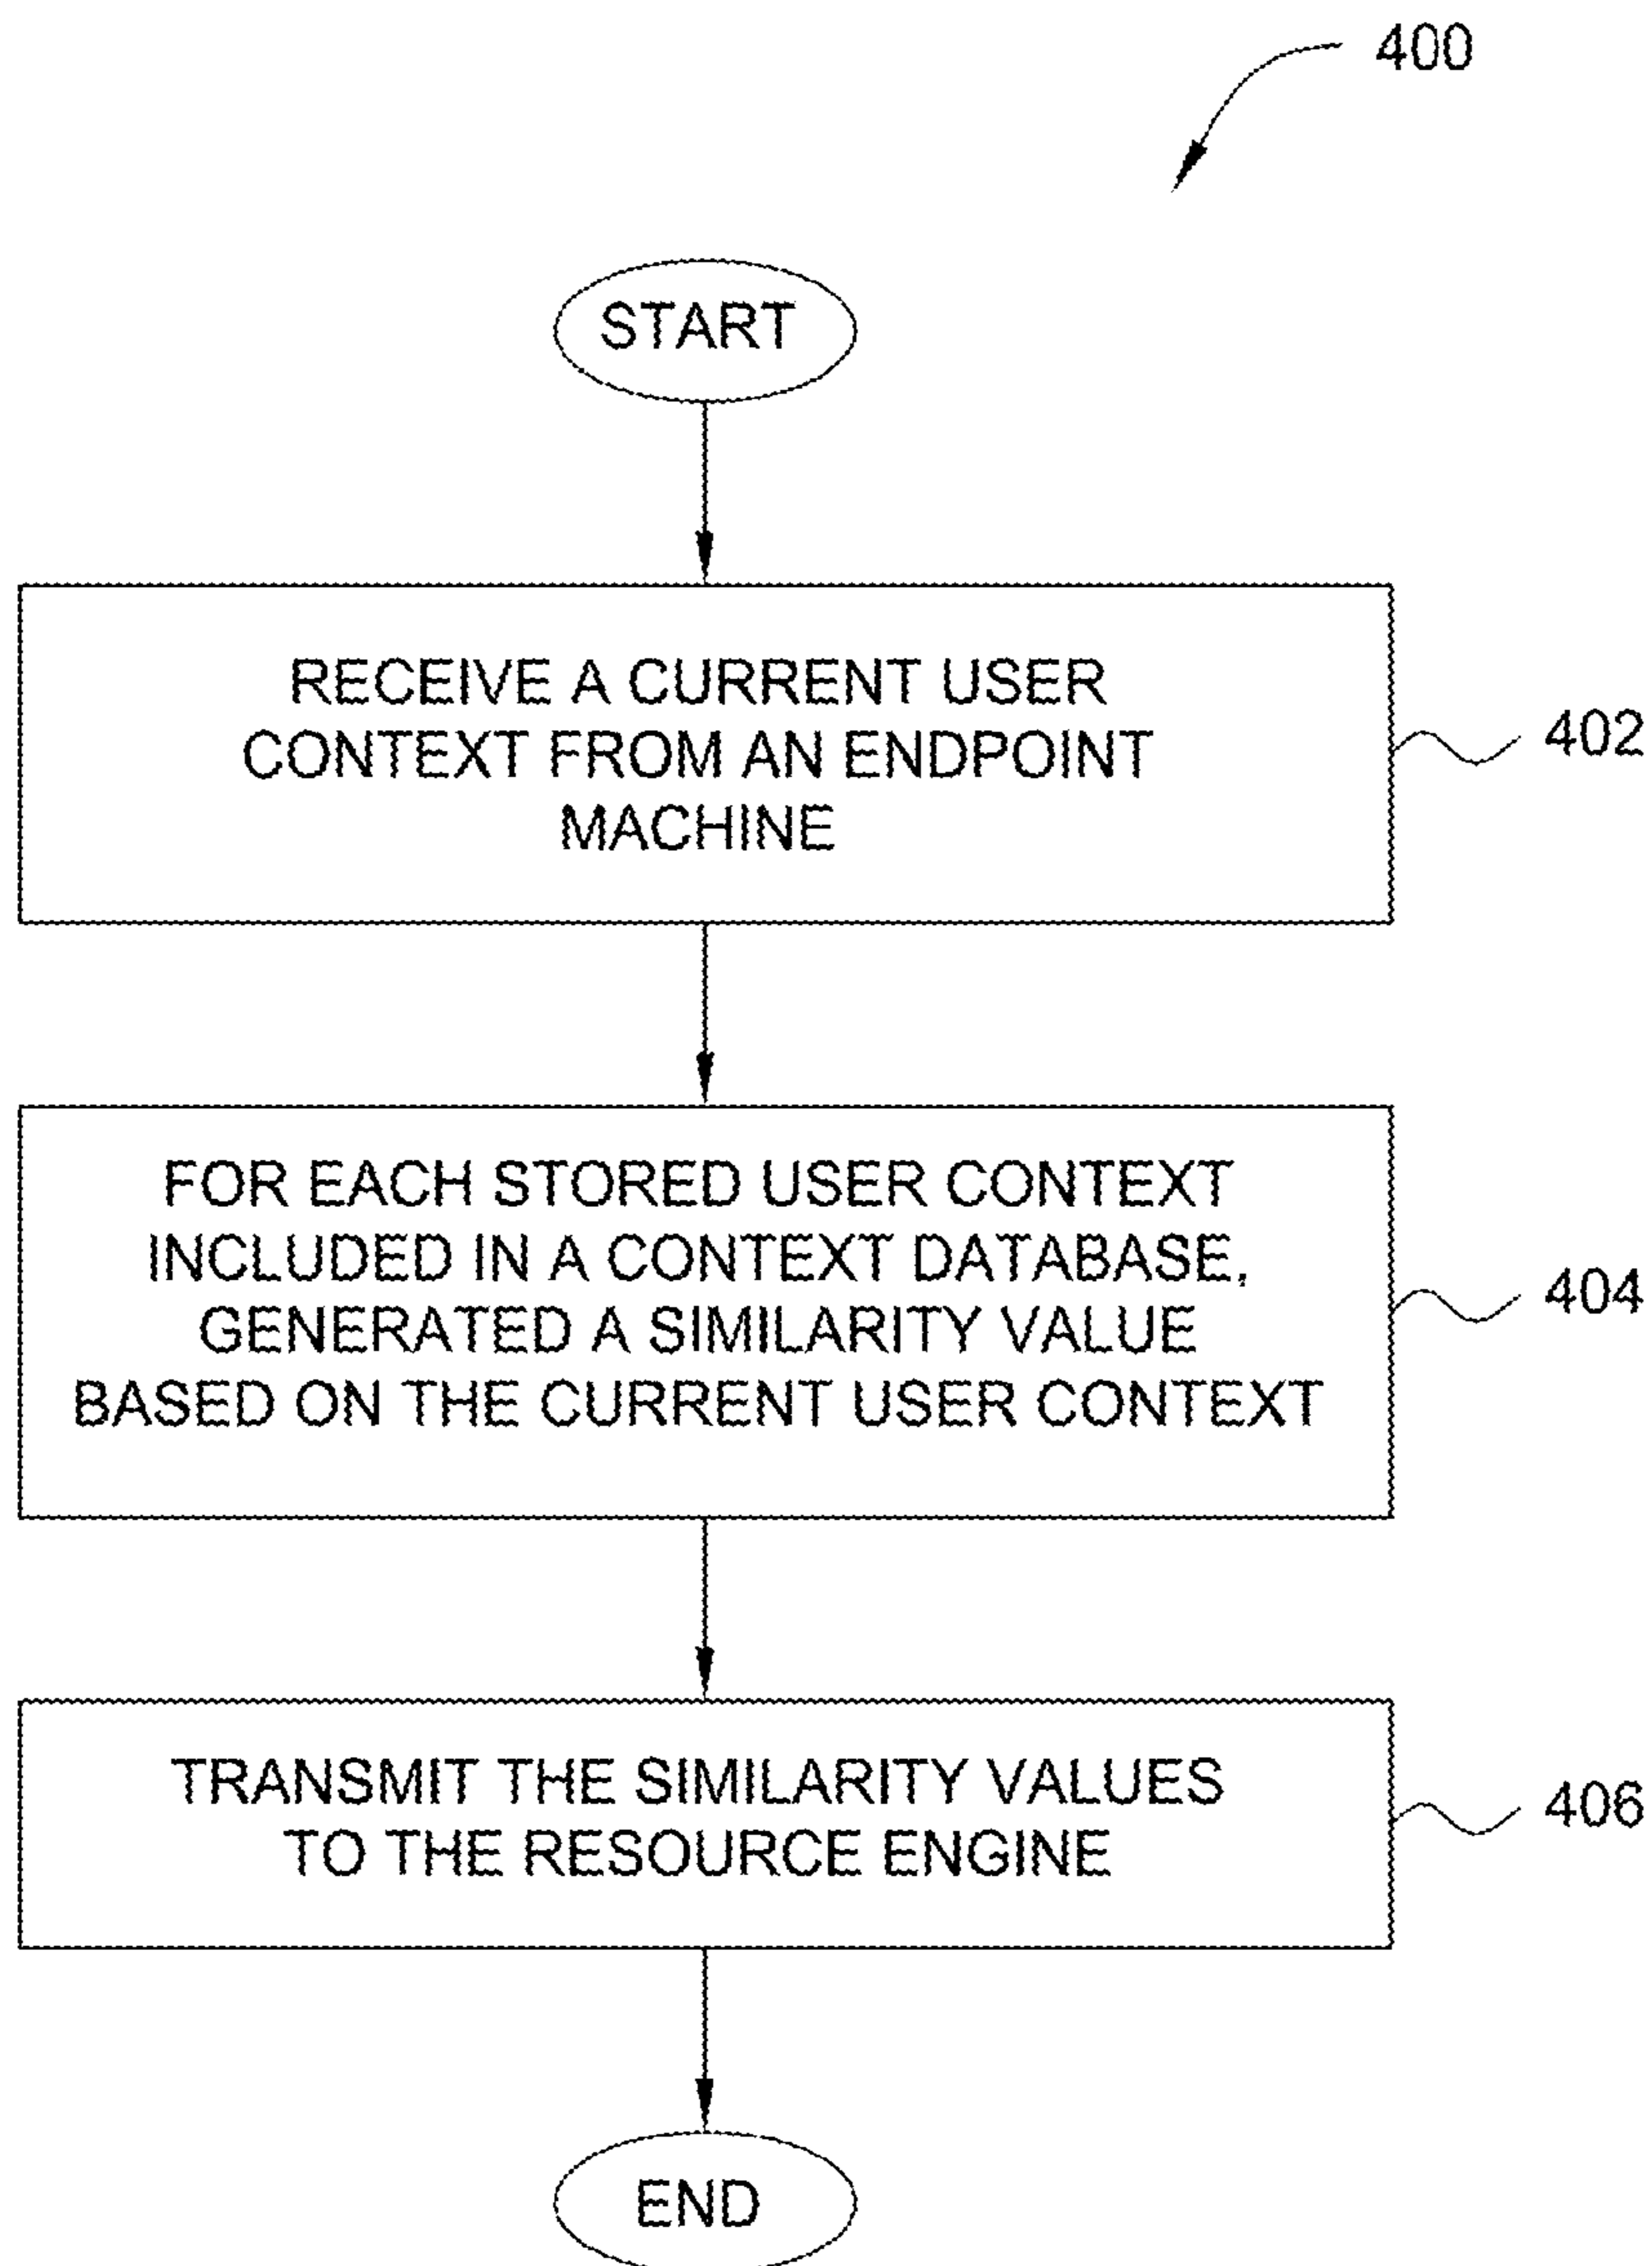 400
START
RECEIVE A CURRENT USER
CONTEXT FROM AN ENDPOINT
MACHINE
402
FOR EACH STORED USER CONTEXT
INCLUDED IN A CONTEXT DATABASE,
GENERATED A SIMILARITY VALUE
BASED ON THE CURRENT USER CONTEXT
404
TRANSMIT THE SIMILARITY VALUES
TO THE RESOURCE ENGINE
406
END